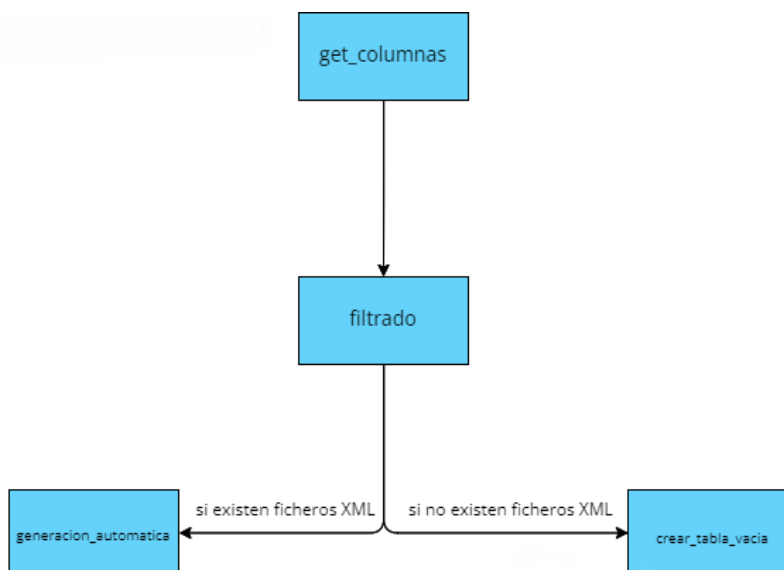 get_columnas
filtrado
si existen ficheros XML
si no existen ficheros XML
generacion_automatica
crear_tabla_vacia